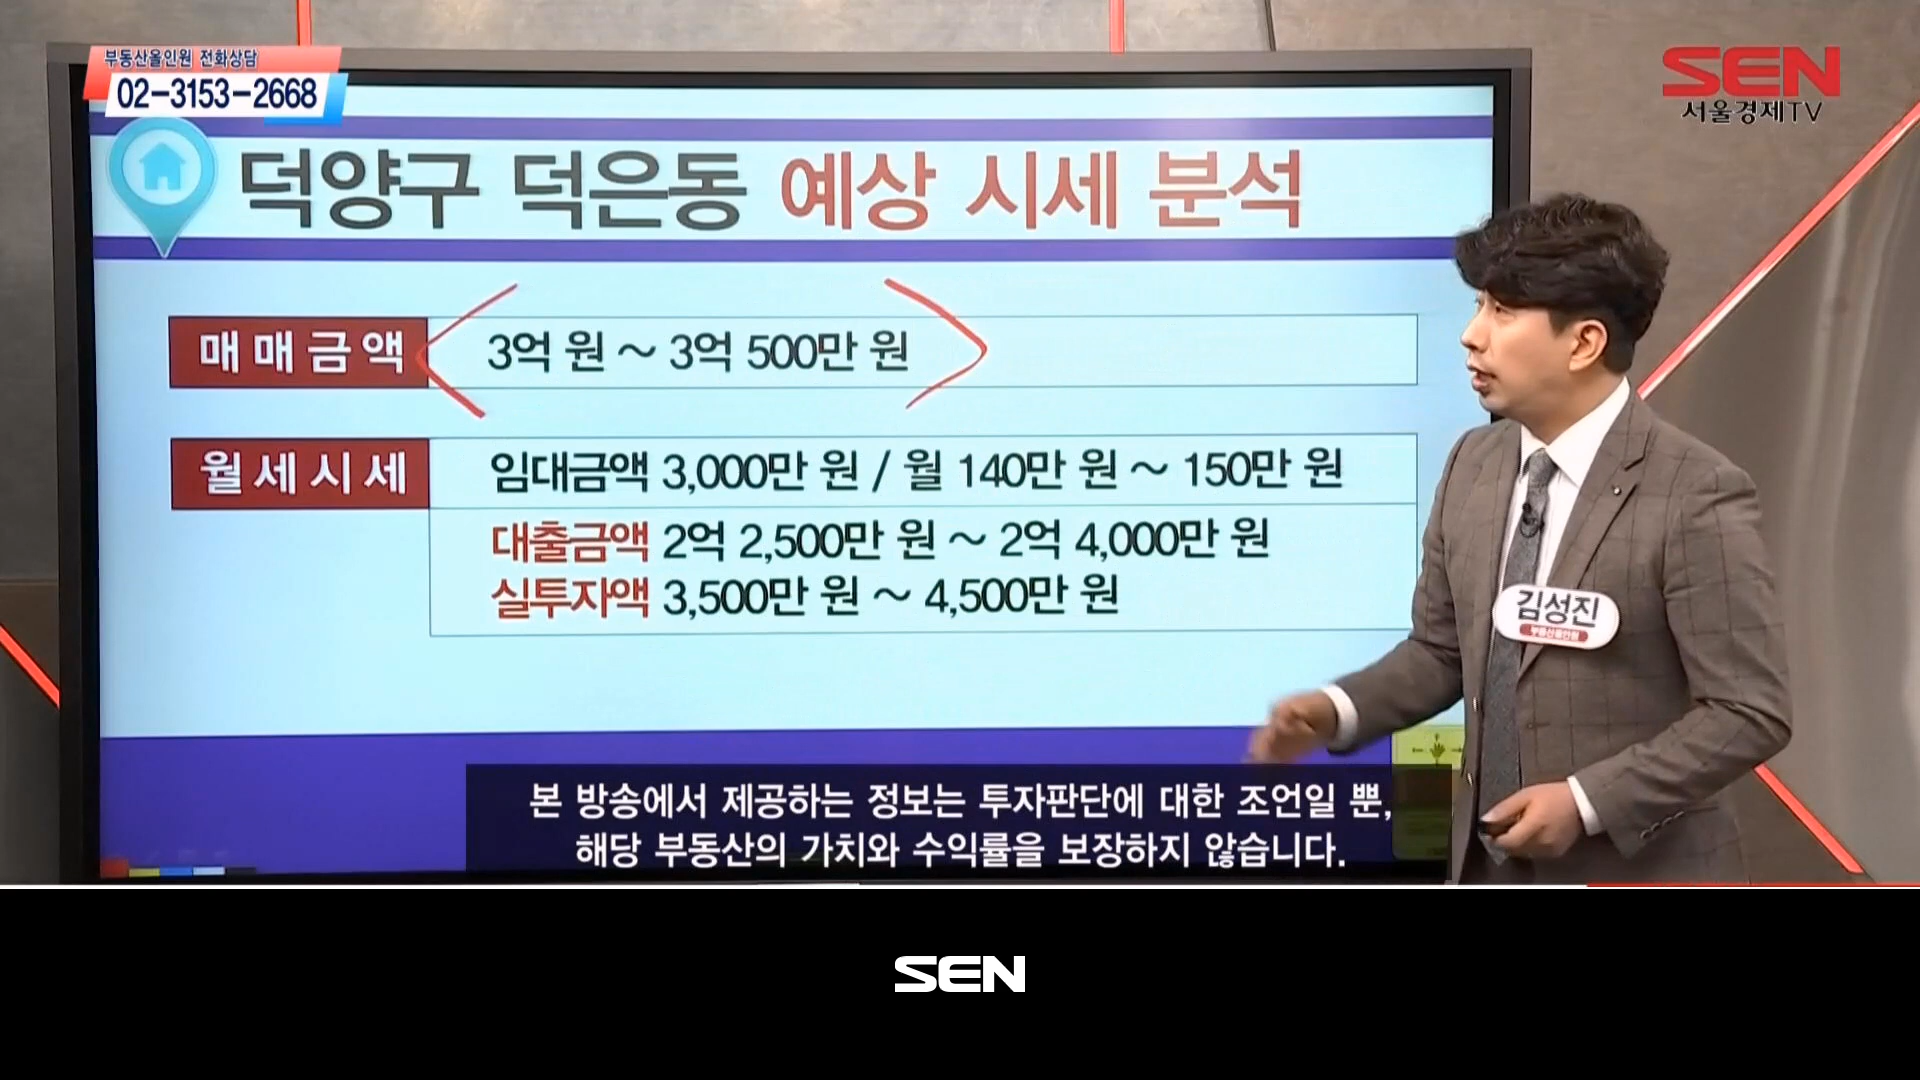 부동산올인원 전화상담
02-3153-2668
SEN
서울경제TV
덕양구 덕은동 예상 시세 분석
매매금액 3억 원 ~ 3억 500만 원
월세시세 임대금액 3,000만 원 / 월 140만 원 ~ 150만 원
대출금액 2억 2,500만 원 ~ 2억 4,000만 원
실투자액 3,500만 원 ~ 4,500만 원
김성진
부동산올인원
본 방송에서 제공하는 정보는 투자판단에 대한 조언일 뿐,
해당 부동산의 가치와 수익률을 보장하지 않습니다.
SEN